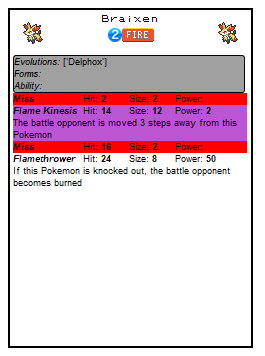 Braixen
2 FIRE
Evolutions: ['Delphox']
Forms:
Ability:
Miss Hit: 2 Size: 2 Power:
Flame Kinesis Hit: 14 Size: 12 Power: 2
The battle opponent is moved 3 steps away from this
Pokemon
Miss Hit: 16 Size: 2 Power:
Flamethrower Hit: 24 Size: 8 Power: 50
If this Pokemon is knocked out, the battle opponent
becomes burned